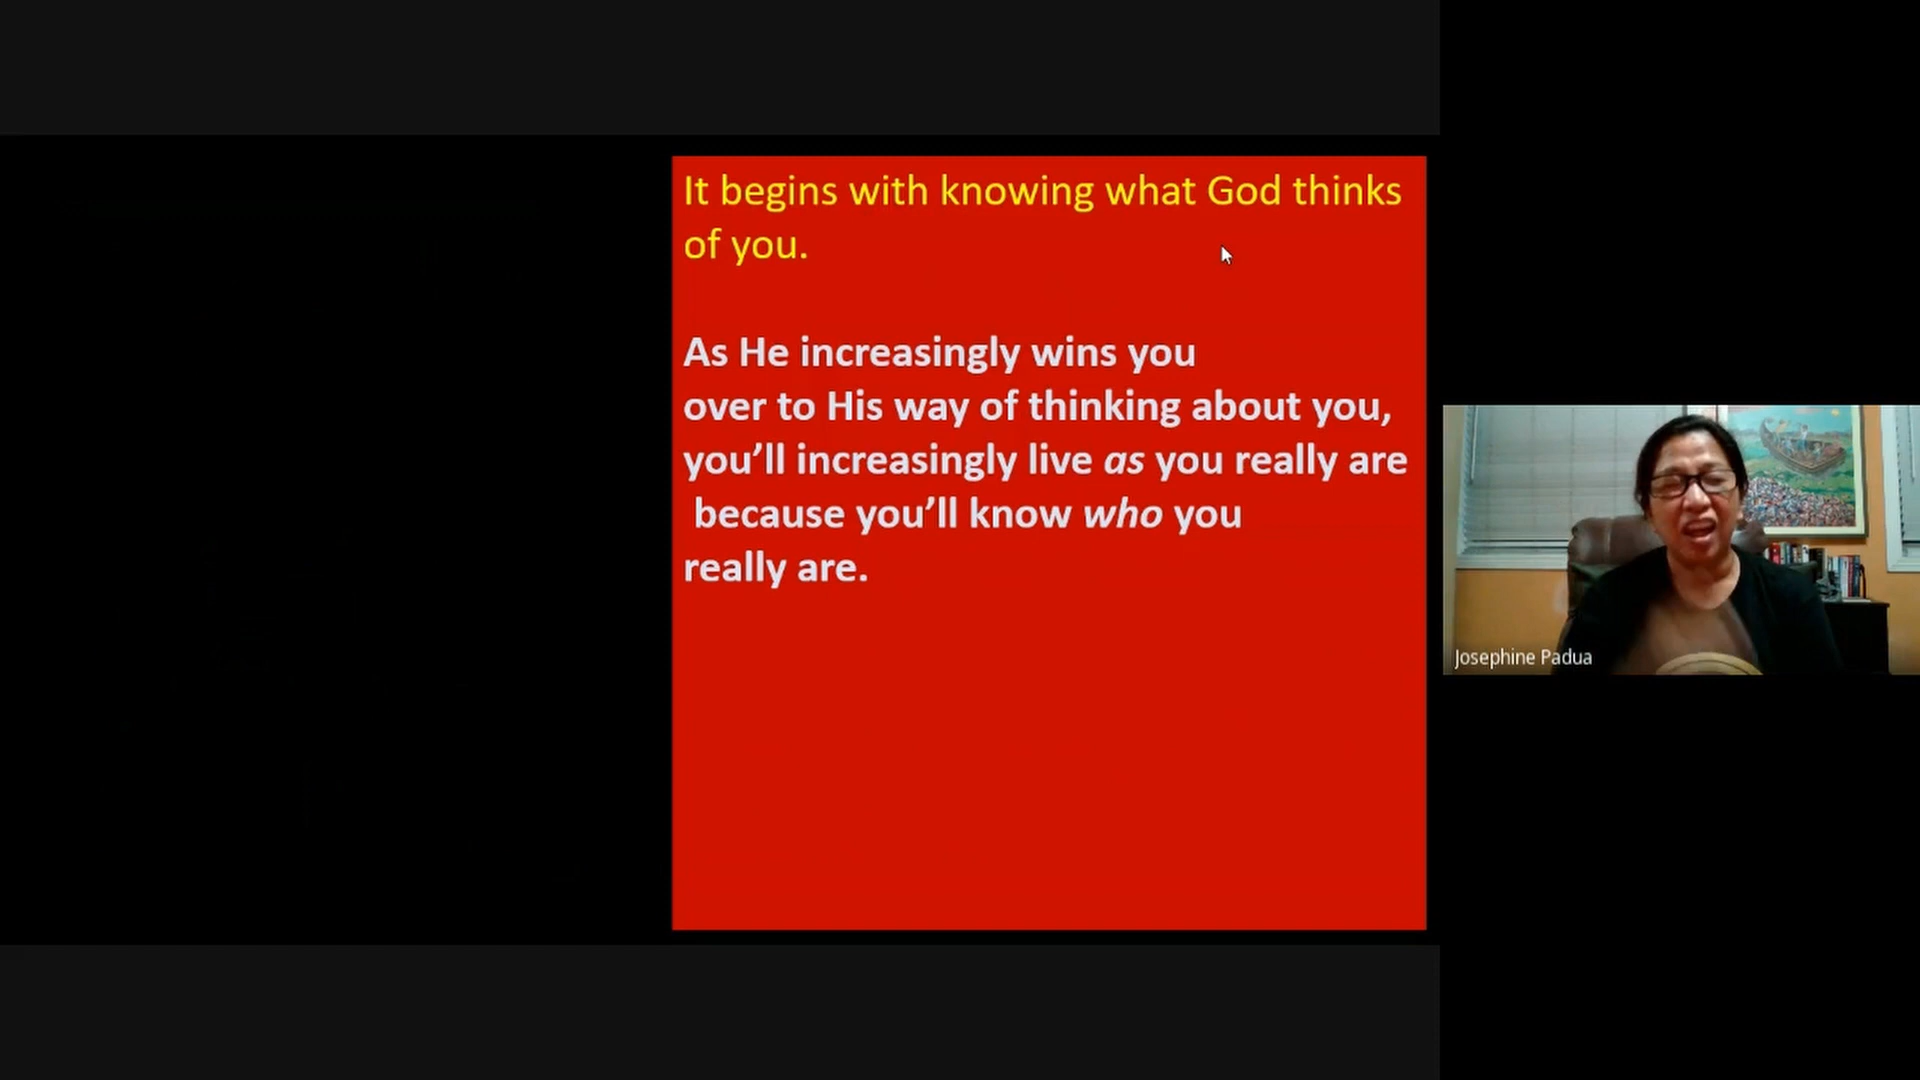 It begins with knowing what God thinks
of you.
As He increasingly wins you
over to His way of thinking about you,
you’ll increasingly live as you really are
because you’ll know who you
really are.
Josephine Padua